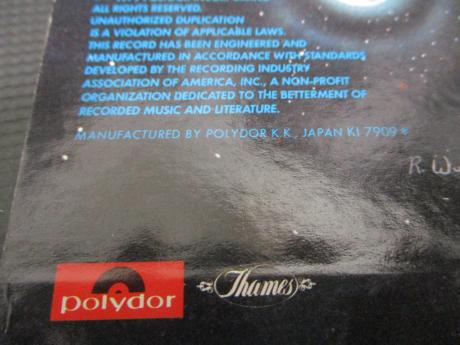 ALL RIGHTS RESERVED.
UNAUTHORIZED DUPLICATION
IS A VIOLATION OF APPLICABLE LAWS.
THIS RECORD HAS BEEN ENGINEERED AND
MANUFACTURED IN ACCORDANCE WITH STANDARDS
DEVELOPED BY THE RECORDING INDUSTRY
ASSOCIATION OF AMERICA, INC., A NON-PROFIT
ORGANIZATION DEDICATED TO THE BETTERMENT OF
RECORDED MUSIC AND LITERATURE.
MANUFACTURED BY POLYDOR K.K., JAPAN KI 7909 *
R.
polydor
Thames